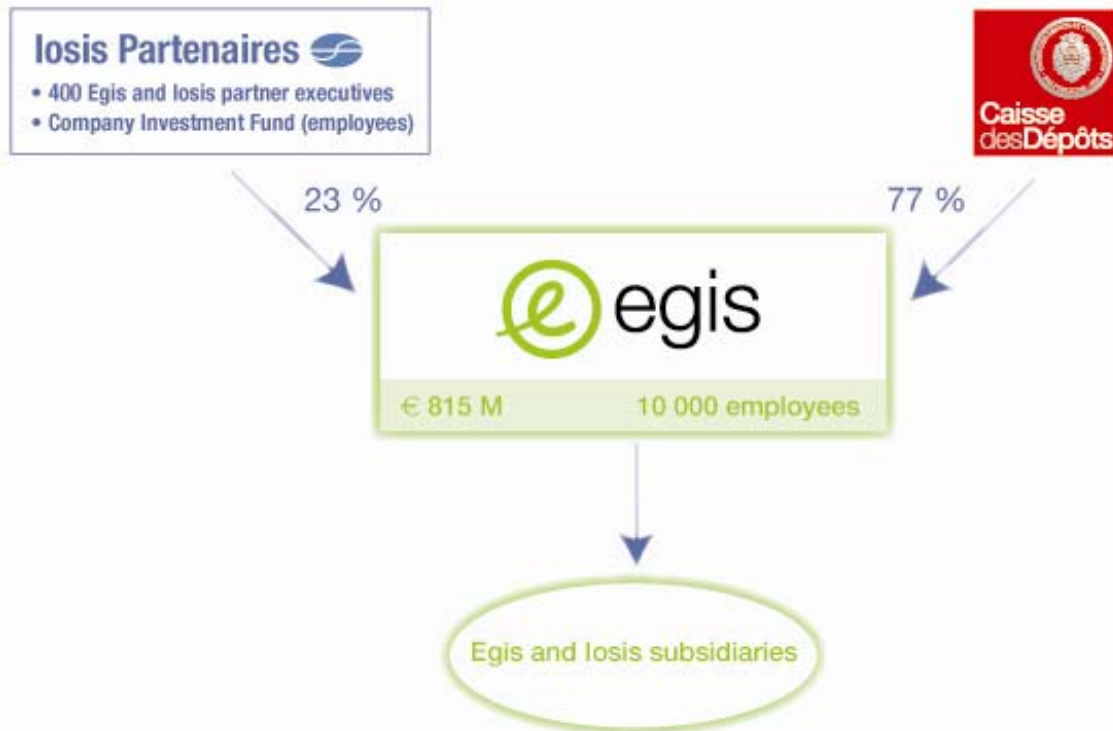 Iosis Partenaires
• 400 Egis and Iosis partner executives
• Company Investment Fund (employees)
Caisse
desDépôts
23 %
77 %
egis
€ 815 M
10 000 employees
Egis and Iosis subsidiaries